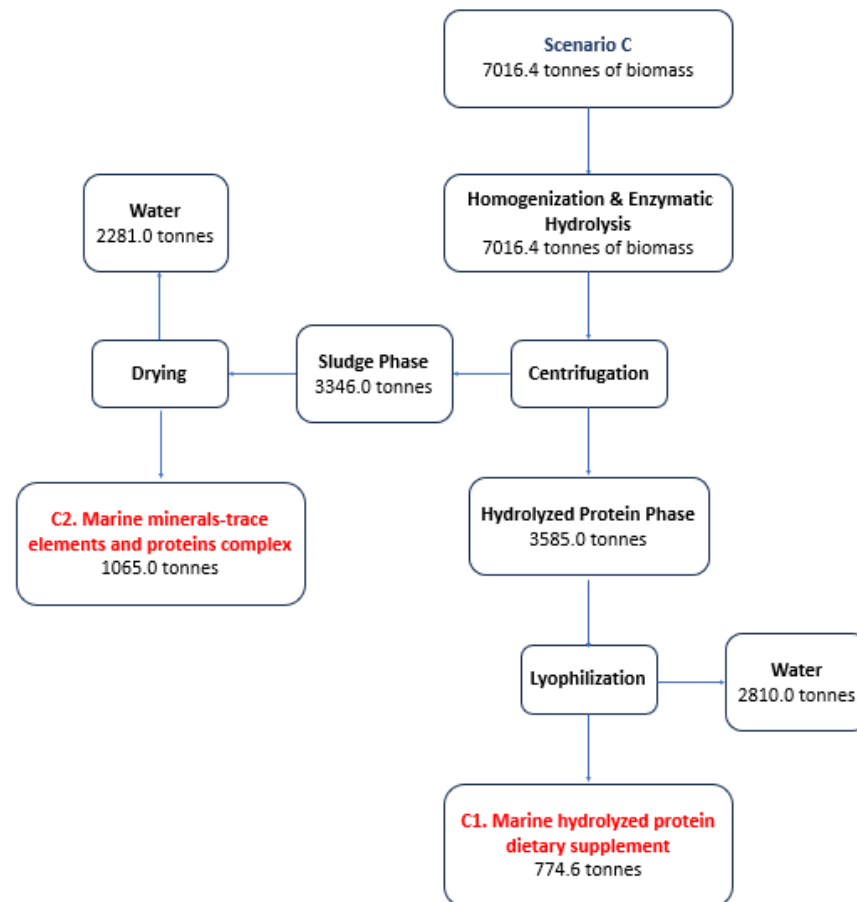 Scenario C
7016.4 tonnes of biomass
Homogenization & Enzymatic
Hydrolysis
7016.4 tonnes of biomass
Water
2281.0 tonnes
Drying
Sludge Phase
3346.0 tonnes
Centrifugation
C2. Marine minerals-trace
elements and proteins complex
1065.0 tonnes
Hydrolyzed Protein Phase
3585.0 tonnes
Lyophilization
Water
2810.0 tonnes
C1. Marine hydrolyzed protein
dietary supplement
774.6 tonnes